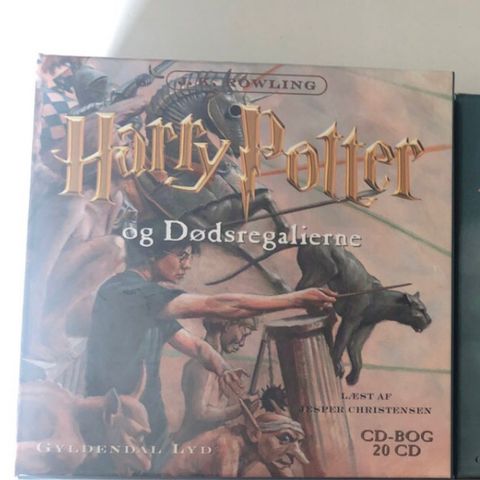 J. K. ROWLING
Harry Potter
og Dødsregalierne
LÆST AF
JESPER CHRISTENSEN
GYLDENDAL LYD
CD-BOG
20 CD